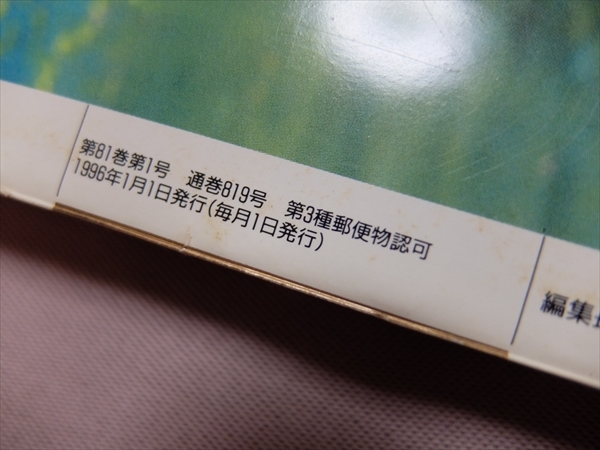 第81巻第1号　通巻819号　第3種郵便物認可
1996年1月1日発行(毎月1日発行)
編集